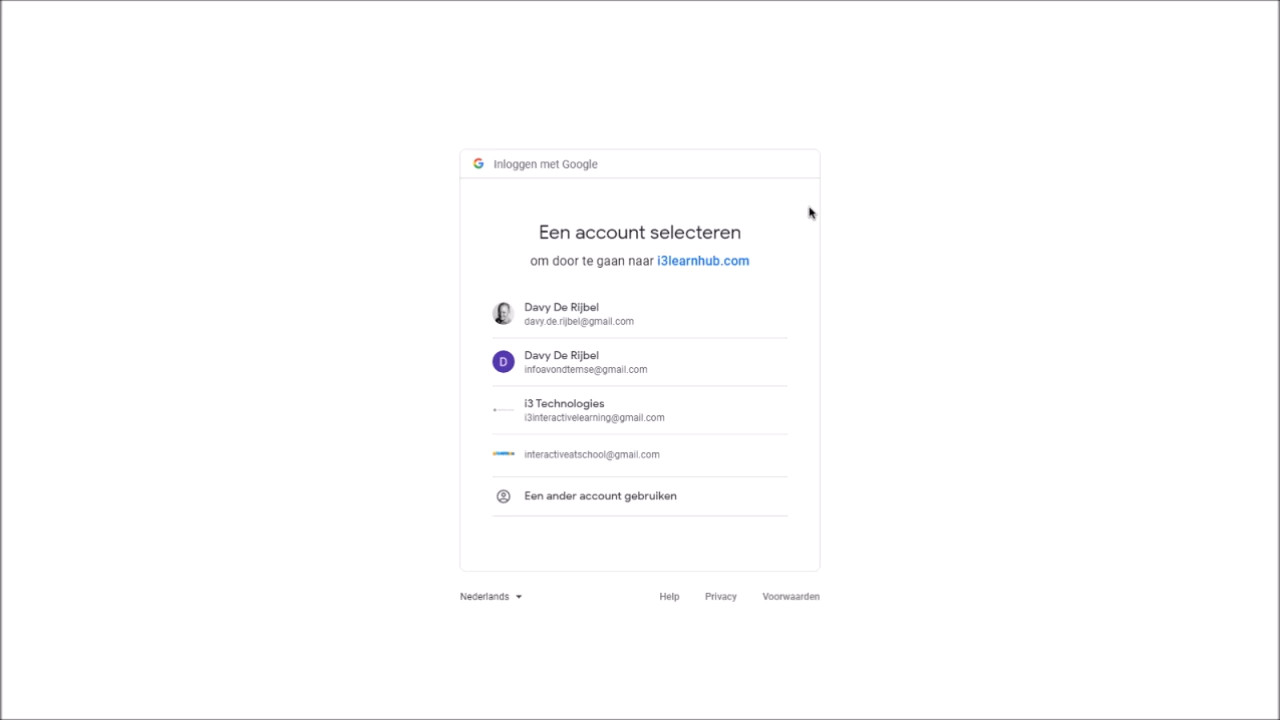 Inloggen met Google
Een account selecteren
om door te gaan naar i3learnhub.com
Davy De Rijbel
davy.de.rijbel@gmail.com
D
Davy De Rijbel
infoavondtemse@gmail.com
i3 Technologies
i3interactivelearning@gmail.com
interactiveatschool@gmail.com
Een ander account gebruiken
Nederlands
Help
Privacy
Voorwaarden